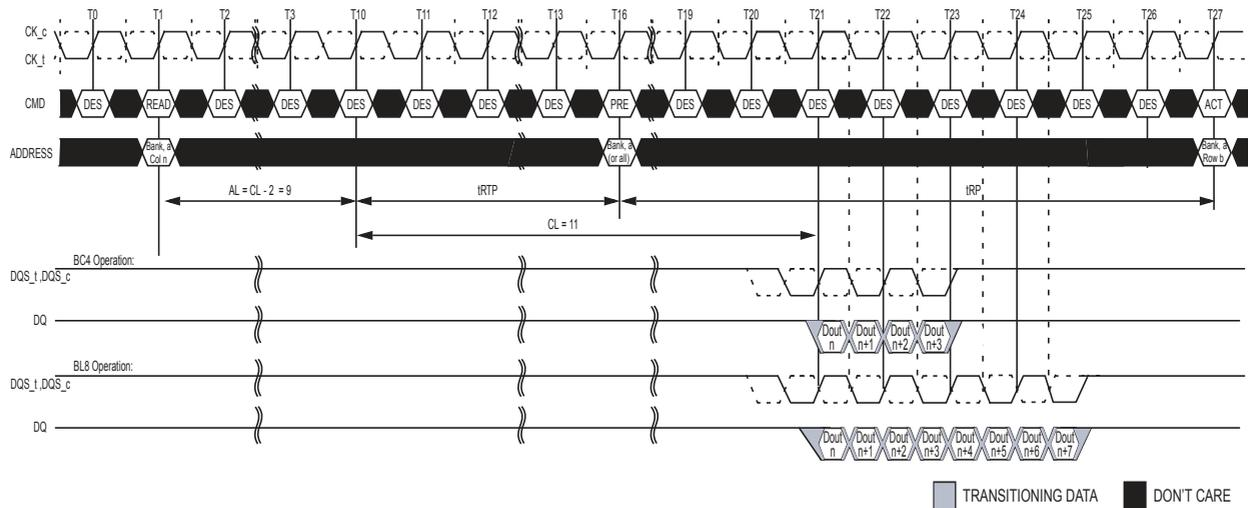 T0 T1 T2 T3 T10 T11 T12 T13 T16 T19 T20 T21 T22 T23 T24 T25 T26 T27
CK_c
CK_t
CMD DES READ DES DES DES DES DES DES PRE DES DES DES DES DES DES DES DES ACT
ADDRESS Bank, a Col n Bank, a (or all) Bank, a Row b
AL = CL - 2 = 9 tRTP tRP
CL = 11
BC4 Operation:
DQS_t ,DQS_c
DQ
Dout n Dout n+1 Dout n+2 Dout n+3
BL8 Operation:
DQS_t ,DQS_c
DQ
Dout n Dout n+1 Dout n+2 Dout n+3 Dout n+4 Dout n+5 Dout n+6 Dout n+7
TRANSITIONING DATA DON'T CARE